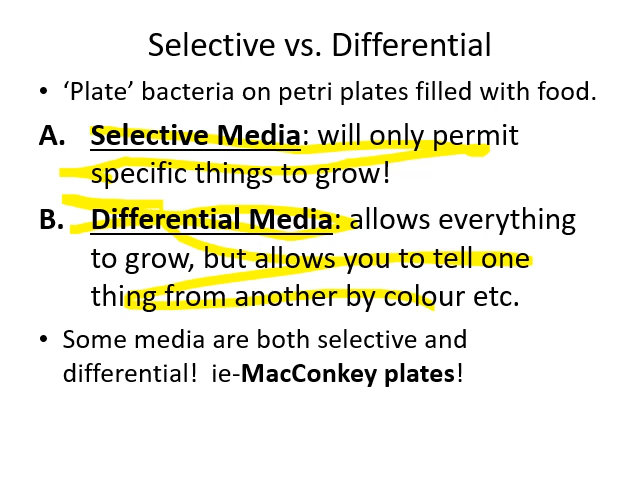 Selective vs. Differential
• ‘Plate’ bacteria on petri plates filled with food.
A. Selective Media: will only permit
specific things to grow!
B. Differential Media: allows everything
to grow, but allows you to tell one
thing from another by colour etc.
• Some media are both selective and
differential!  ie-MacConkey plates!